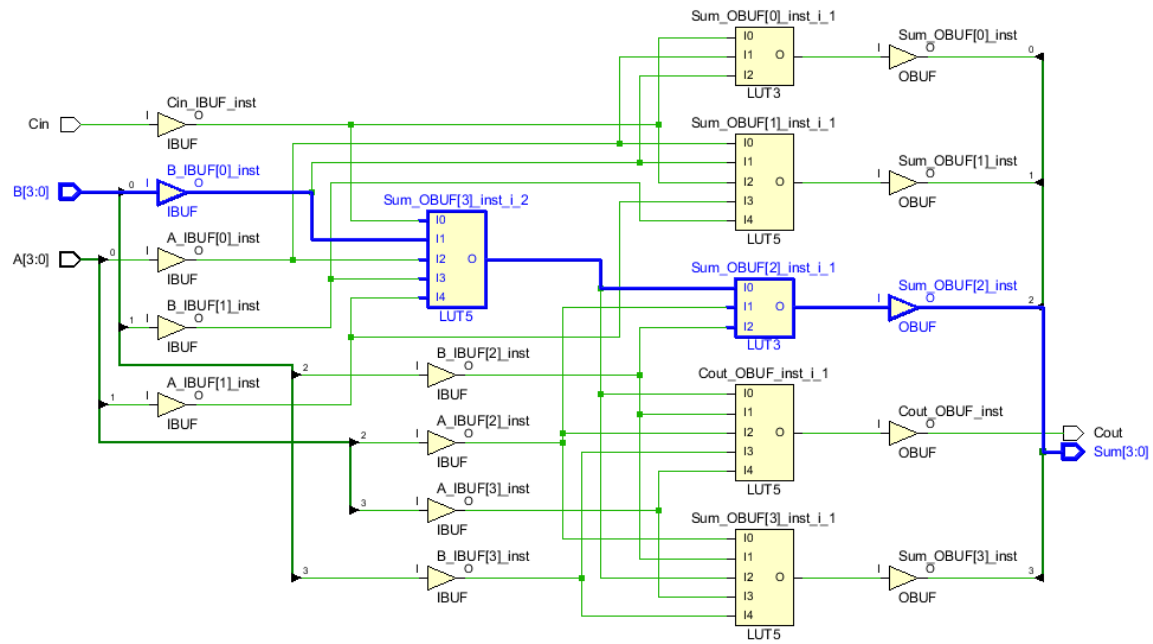 Sum_OBUF[0]_inst_i_1
I0
I1
I2
O
LUT3
Sum_OBUF[0]_inst
I
O
OBUF
0
Cin
Cin_IBUF_inst
I
O
IBUF
Sum_OBUF[1]_inst_i_1
I0
I1
I2
I3
I4
O
LUT5
Sum_OBUF[1]_inst
I
O
OBUF
1
B[3:0]
0
B_IBUF[0]_inst
I
O
IBUF
Sum_OBUF[3]_inst_i_2
I0
I1
I2
I3
I4
O
LUT5
A[3:0]
0
A_IBUF[0]_inst
I
O
IBUF
Sum_OBUF[2]_inst_i_1
I0
I1
I2
O
LUT3
Sum_OBUF[2]_inst
I
O
OBUF
2
1
B_IBUF[1]_inst
I
O
IBUF
2
B_IBUF[2]_inst
I
O
IBUF
1
A_IBUF[1]_inst
I
O
IBUF
Cout_OBUF_inst_i_1
I0
I1
I2
I3
I4
O
LUT5
Cout_OBUF_inst
I
O
OBUF
Cout
Sum[3:0]
2
A_IBUF[2]_inst
I
O
IBUF
3
A_IBUF[3]_inst
I
O
IBUF
Sum_OBUF[3]_inst_i_1
I0
I1
I2
I3
I4
O
LUT5
Sum_OBUF[3]_inst
I
O
OBUF
3
3
B_IBUF[3]_inst
I
O
IBUF